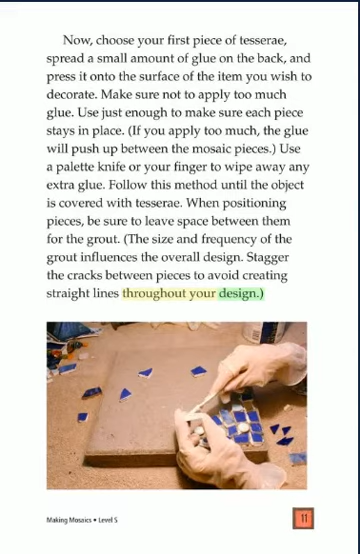 Now, choose your first piece of tesserae,
spread a small amount of glue on the back, and
press it onto the surface of the item you wish to
decorate. Make sure not to apply too much
glue. Use just enough to make sure each piece
stays in place. (If you apply too much, the glue
will push up between the mosaic pieces.) Use
a palette knife or your finger to wipe away any
extra glue. Follow this method until the object
is covered with tesserae. When positioning
pieces, be sure to leave space between them
for the grout. (The size and frequency of the
grout influences the overall design. Stagger
the cracks between pieces to avoid creating
straight lines throughout your design.)
Making Mosaics • Level S
11